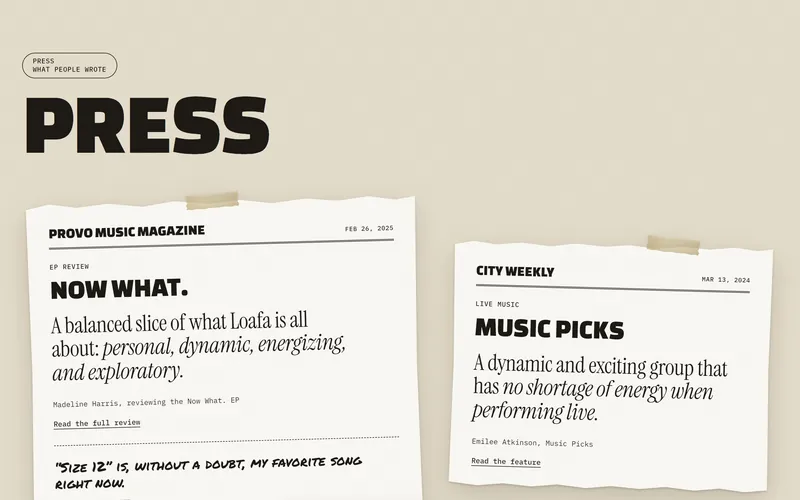 PRESS
WHAT PEOPLE WROTE
PRESS
PROVO MUSIC MAGAZINE
FEB 26, 2025
EP REVIEW
NOW WHAT.
A balanced slice of what Loafa is all
about: personal, dynamic, energizing,
and exploratory.
Madeline Harris, reviewing the Now What. EP
Read the full review
"SIZE 12" IS, WITHOUT A DOUBT, MY FAVORITE SONG
RIGHT NOW.
CITY WEEKLY
MAR 13, 2024
LIVE MUSIC
MUSIC PICKS
A dynamic and exciting group that
has no shortage of energy when
performing live.
Emilee Atkinson, Music Picks
Read the feature